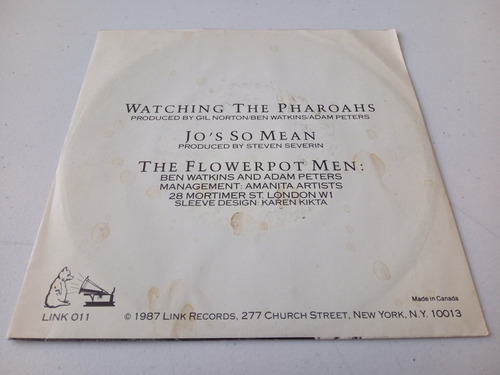 WATCHING THE PHAROAHS
PRODUCED BY GIL NORTON/BEN WATKINS/ADAM PETERS
JO'S SO MEAN
PRODUCED BY STEVEN SEVERIN
THE FLOWERPOT MEN:
BEN WATKINS AND ADAM PETERS
MANAGEMENT: AMANITA ARTISTS
28 MORTIMER ST. LONDON W1
SLEEVE DESIGN: KAREN KIKTA
Made in Canada
LINK 011
© 1987 LINK RECORDS, 277 CHURCH STREET, NEW YORK, N.Y. 10013